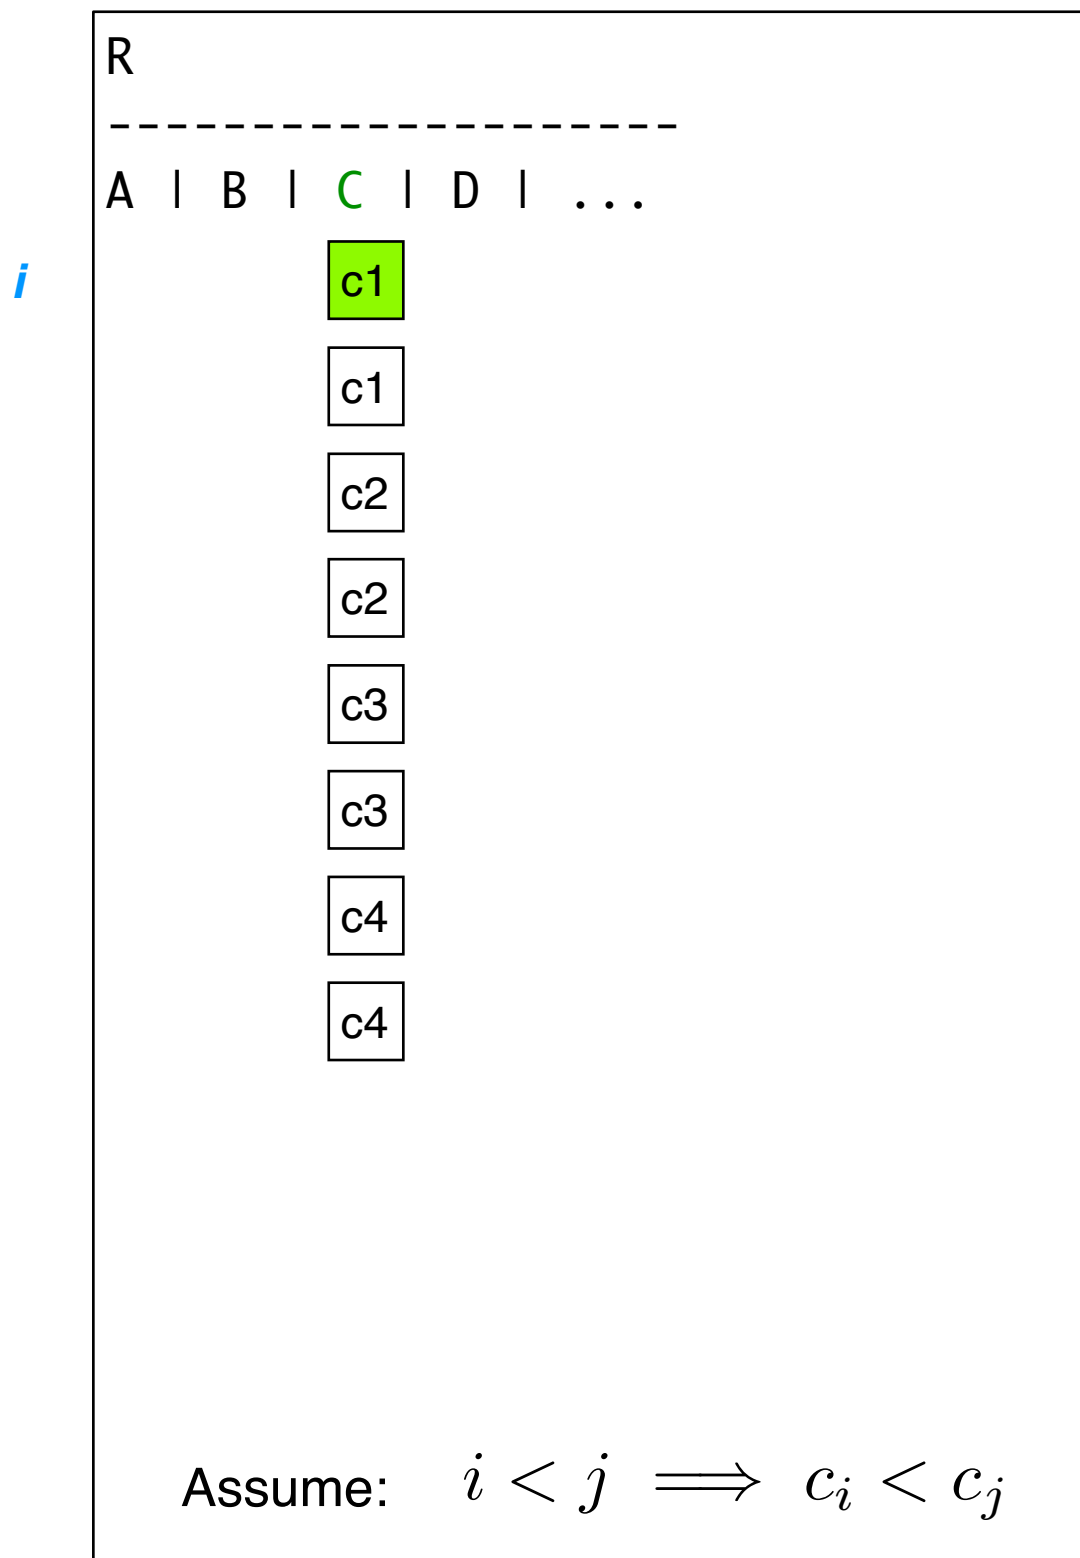 R
--------------------
A | B | C | D | ...
i
c1
c1
c2
c2
c3
c3
c4
c4
Assume: i < j ⟹ c_i < c_j